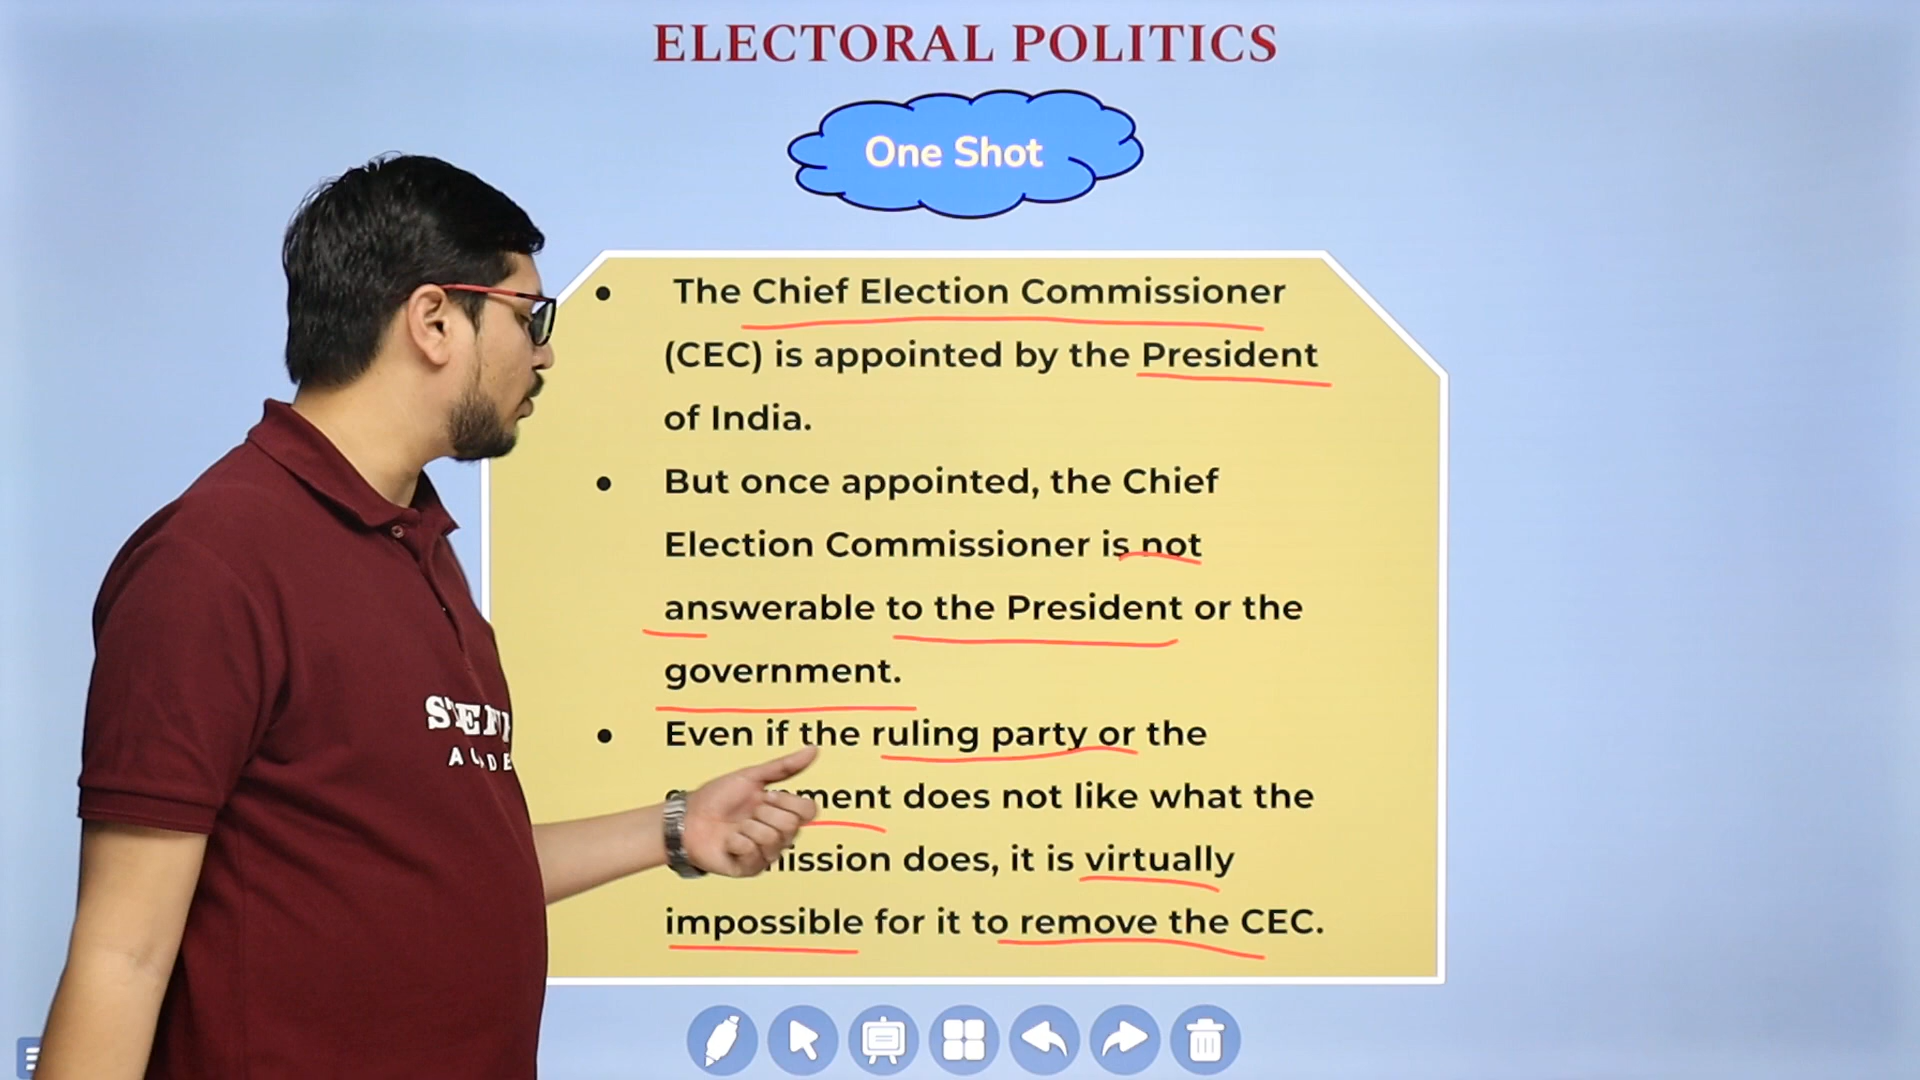 ELECTORAL POLITICS
One Shot
• The Chief Election Commissioner
(CEC) is appointed by the President
of India.
• But once appointed, the Chief
Election Commissioner is not
answerable to the President or the
government.
• Even if the ruling party or the
does not like what the
does, it is virtually
impossible for it to remove the CEC.